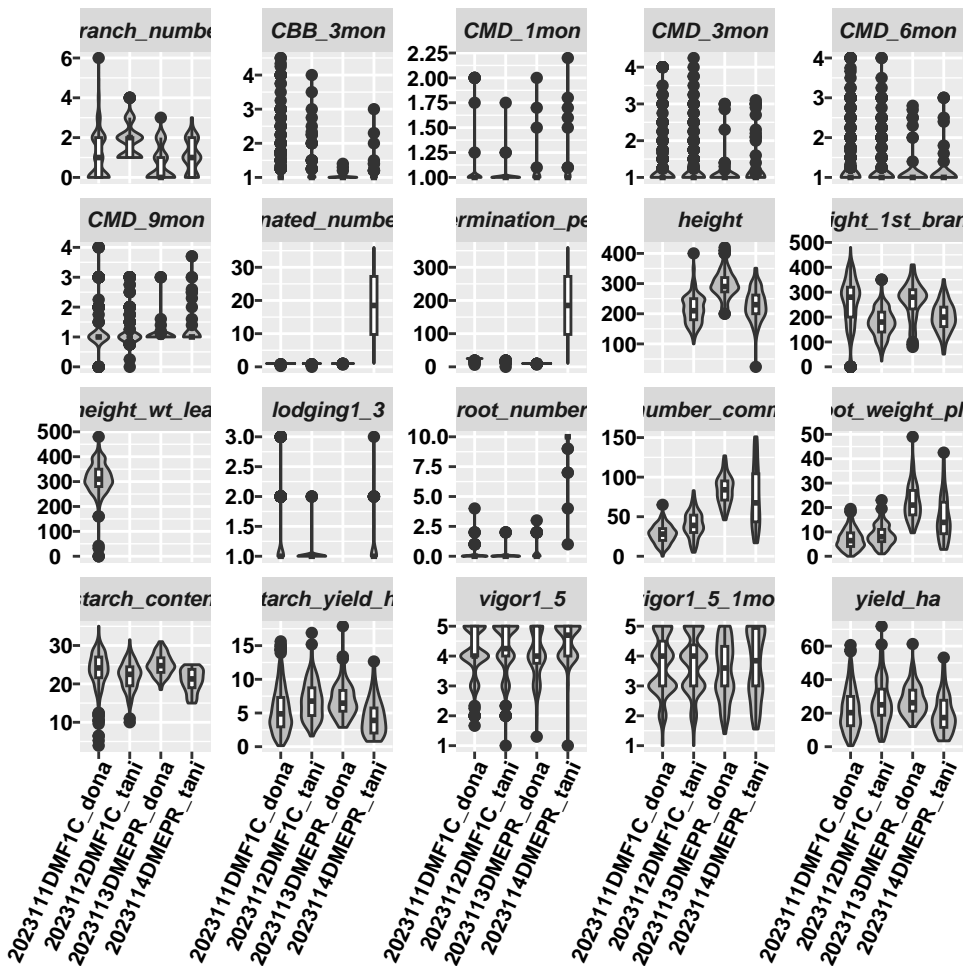 ranch_numbe
6
4
2
0
CBB_3mon
4
3
2
1
CMD_1mon
2.25
2.00
1.75
1.50
1.25
1.00
CMD_3mon
4
3
2
1
CMD_6mon
4
3
2
1
CMD_9mon
4
3
2
1
0
nated_numbe
30
20
10
0
ermination_pe
300
200
100
0
height
400
300
200
100
ight_1st_bran
500
400
300
200
100
0
height_wt_lea
500
400
300
200
100
0
lodging1_3
3.0
2.5
2.0
1.5
1.0
root_number
10.0
7.5
5.0
2.5
0.0
number_comm
150
100
50
0
oot_weight_pl
50
40
30
20
10
0
starch_conten
30
20
10
tarch_yield_h
15
10
5
0
vigor1_5
5
4
3
2
1
vigor1_5_1mo
5
4
3
2
1
yield_ha
60
40
20
0
2023111DMF1C_dona
2023112DMF1C_tani
2023113DMEPR_dona
2023114DMEPR_tani
2023111DMF1C_dona
2023112DMF1C_tani
2023113DMEPR_dona
2023114DMEPR_tani
2023111DMF1C_dona
2023112DMF1C_tani
2023113DMEPR_dona
2023114DMEPR_tani
2023111DMF1C_dona
2023112DMF1C_tani
2023113DMEPR_dona
2023114DMEPR_tani
2023111DMF1C_dona
2023112DMF1C_tani
2023113DMEPR_dona
2023114DMEPR_tani